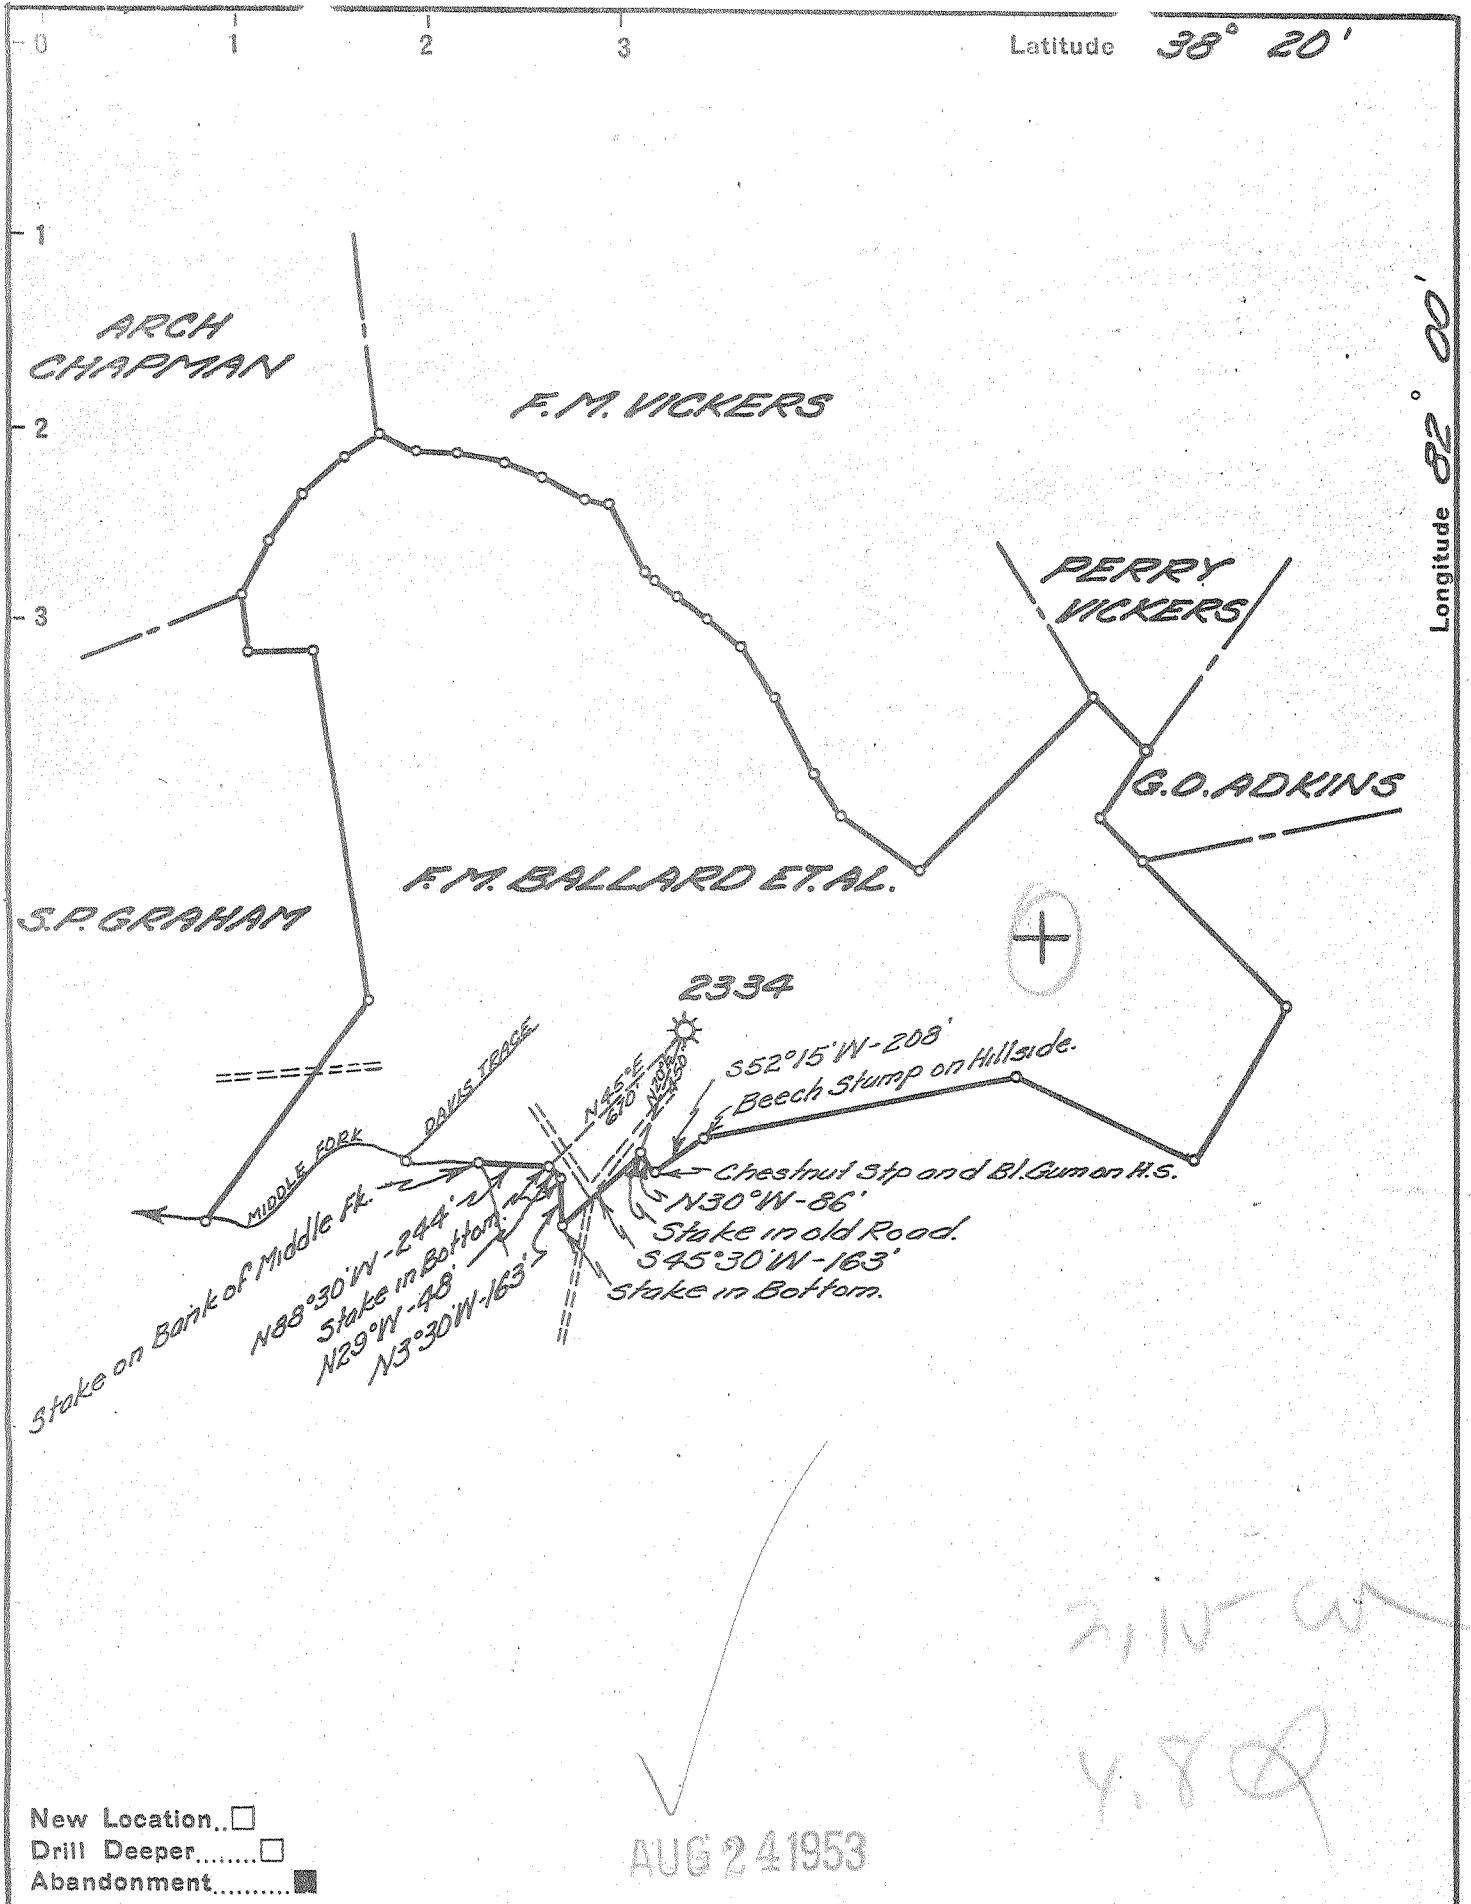 0
1
2
3
Latitude 38° 20'
1
2
3
Longitude 82° 00'
ARCH
CHAPMAN
F.M. VICKERS
PERRY
VICKERS
G.O. ADKINS
F.M. BALLARD ET. AL.
S.P. GRAHAM
2334
DAVIS TRACE
MIDDLE FORK
N45°E
670'
S52°15'W-208'
Beech Stump on Hillside.
Chestnut Stp and Bl. Gum on H.S.
N30°W-86'
Stake in old Road.
S45°30'W-163'
Stake in Bottom.
Stake on Bank of Middle Fk.
N88°30'W-244'
Stake in Bottom.
N29°W-48'
N3°30'W-163'
4.8
New Location..
Drill Deeper........
Abandonment..........
AUG 24 1953